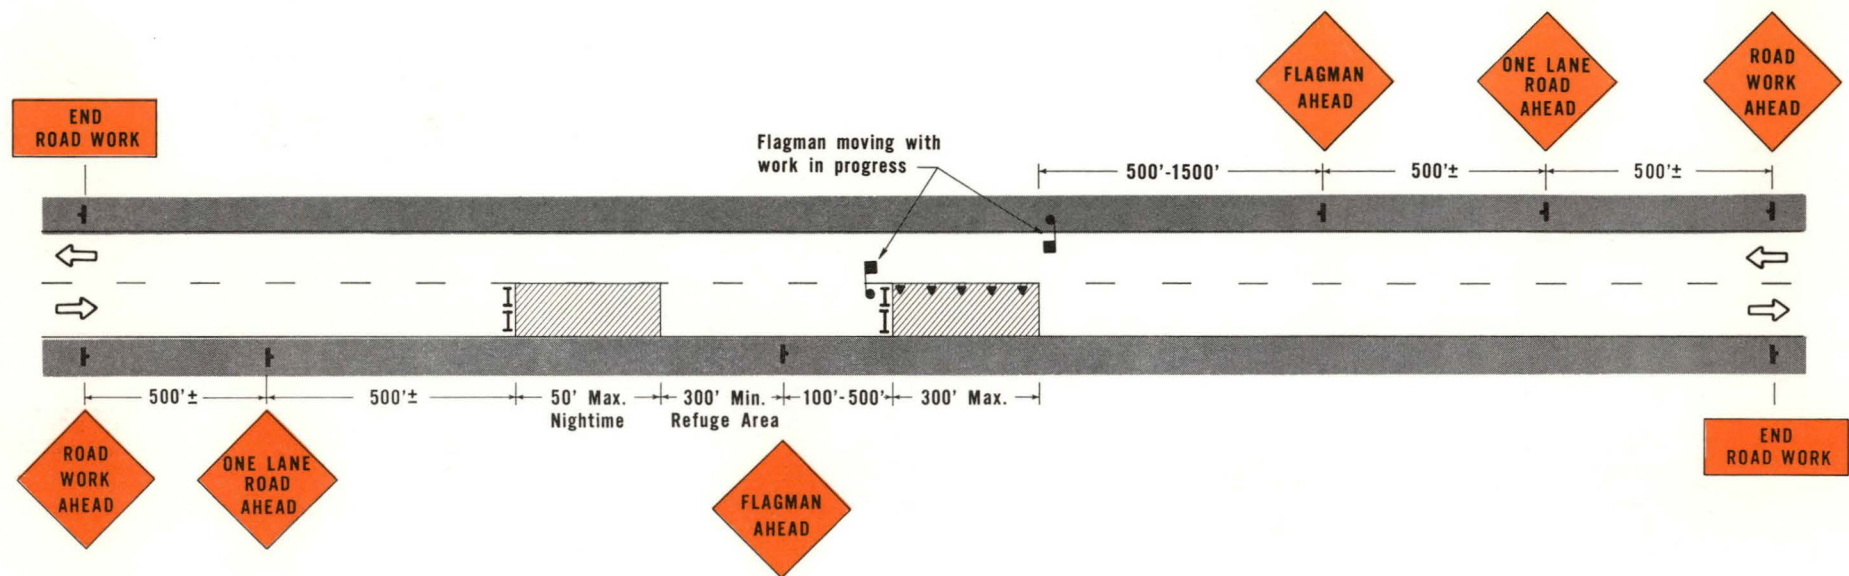 FLAGMAN
AHEAD
ONE LANE
ROAD
AHEAD
ROAD
WORK
AHEAD
END
ROAD WORK
Flagman moving with
work in progress
500'-1500'
500'±
500'±
500'±
500'±
50' Max.
Nightime
300' Min.
Refuge Area
100'-500'
300' Max.
ROAD
WORK
AHEAD
ONE LANE
ROAD
AHEAD
FLAGMAN
AHEAD
END
ROAD WORK